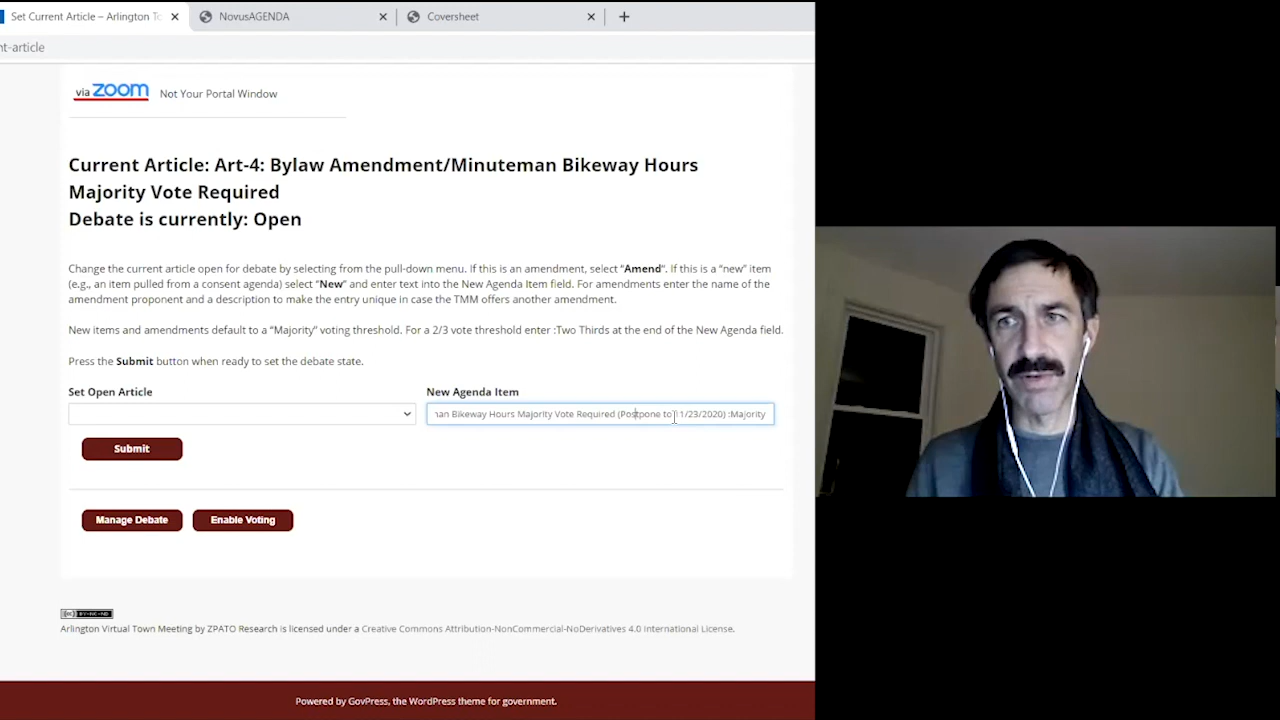 Set Current Article – Arlington To
NovusAGENDA
Coversheet
nt-article
via zoom Not Your Portal Window
Current Article: Art-4: Bylaw Amendment/Minuteman Bikeway Hours
Majority Vote Required
Debate is currently: Open
Change the current article open for debate by selecting from the pull-down menu. If this is an amendment, select “Amend”. If this is a “new” item
(e.g., an item pulled from a consent agenda) select “New” and enter text into the New Agenda Item field. For amendments enter the name of the
amendment proponent and a description to make the entry unique in case the TMM offers another amendment.
New items and amendments default to a “Majority” voting threshold. For a 2/3 vote threshold enter :Two Thirds at the end of the New Agenda field.
Press the Submit button when ready to set the debate state.
Set Open Article
New Agenda Item
nan Bikeway Hours Majority Vote Required (Postpone to 11/23/2020) :Majority
Submit
Manage Debate
Enable Voting
BY-NC-ND
Arlington Virtual Town Meeting by ZPATO Research is licensed under a Creative Commons Attribution-NonCommercial-NoDerivatives 4.0 International License.
Powered by GovPress, the WordPress theme for government.